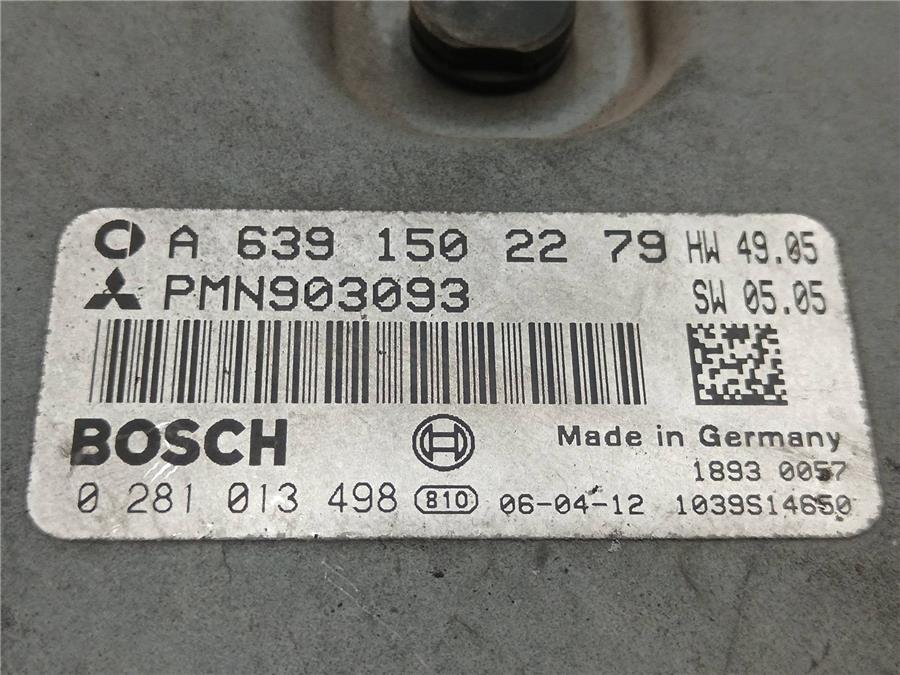 A 639 150 22 79 HW 49.05
PMN903093 SW 05.05
BOSCH Made in Germany
1893 0057
0 281 013 498 810 06-04-12 1039S14650